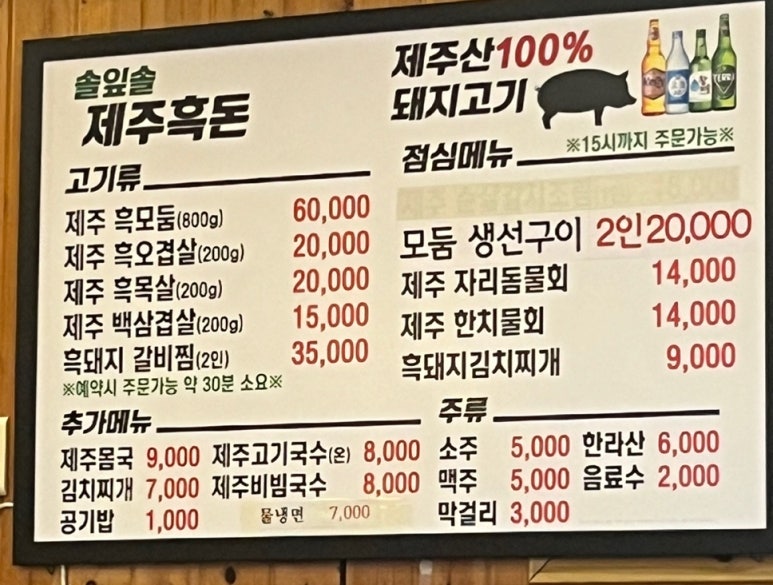 솔잎솔
제주흑돈
제주산100%
돼지고기
TERRA
고기류
제주 흑모둠(800g) 60,000
제주 흑오겹살(200g) 20,000
제주 흑목살(200g) 20,000
제주 백삼겹살(200g) 15,000
흑돼지 갈비찜(2인) 35,000
※예약시 주문가능 약 30분 소요※
점심메뉴
※15시까지 주문가능※
모둠 생선구이 2인20,000
제주 자리돔물회 14,000
제주 한치물회 14,000
흑돼지김치찌개 9,000
추가메뉴
제주몸국 9,000 제주고기국수(온) 8,000
김치찌개 7,000 제주비빔국수 8,000
공기밥 1,000 물냉면 7,000
주류
소주 5,000 한라산 6,000
맥주 5,000 음료수 2,000
막걸리 3,000